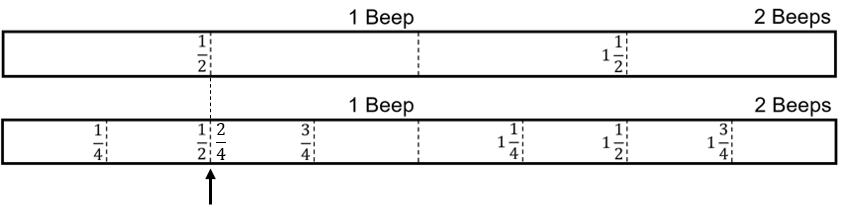 1 Beep 2 Beeps
1/2 1 1/2
1 Beep 2 Beeps
1/4 1/2 2/4 3/4 1 1/4 1 1/2 1 3/4